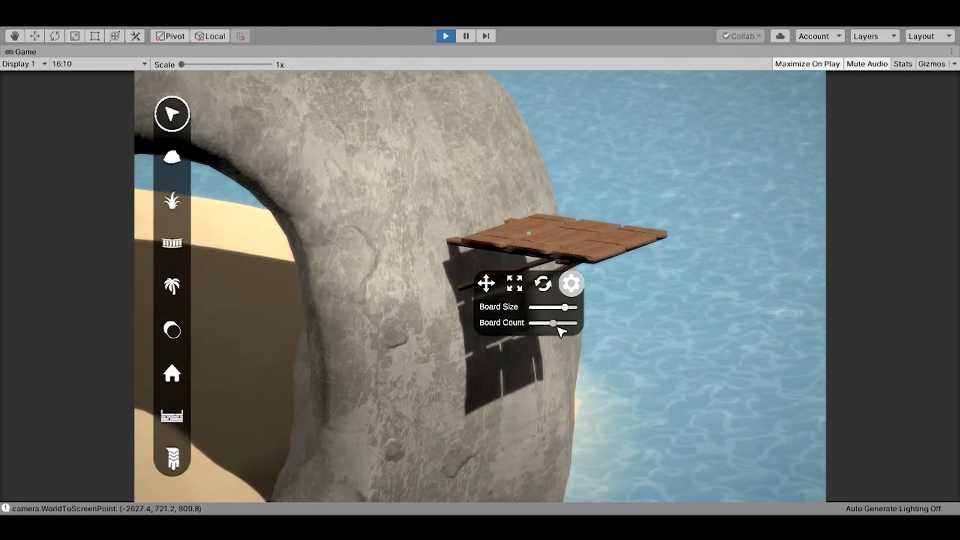 Pivot Local Collab Account Layers Layout
Game
Display 1 16:10 Scale 1x Maximize On Play Mute Audio Stats Gizmos
Board Size
Board Count
camera.WorldToScreenPoint: (-2627.4, 721.2, 809.8) Auto Generate Lighting Off